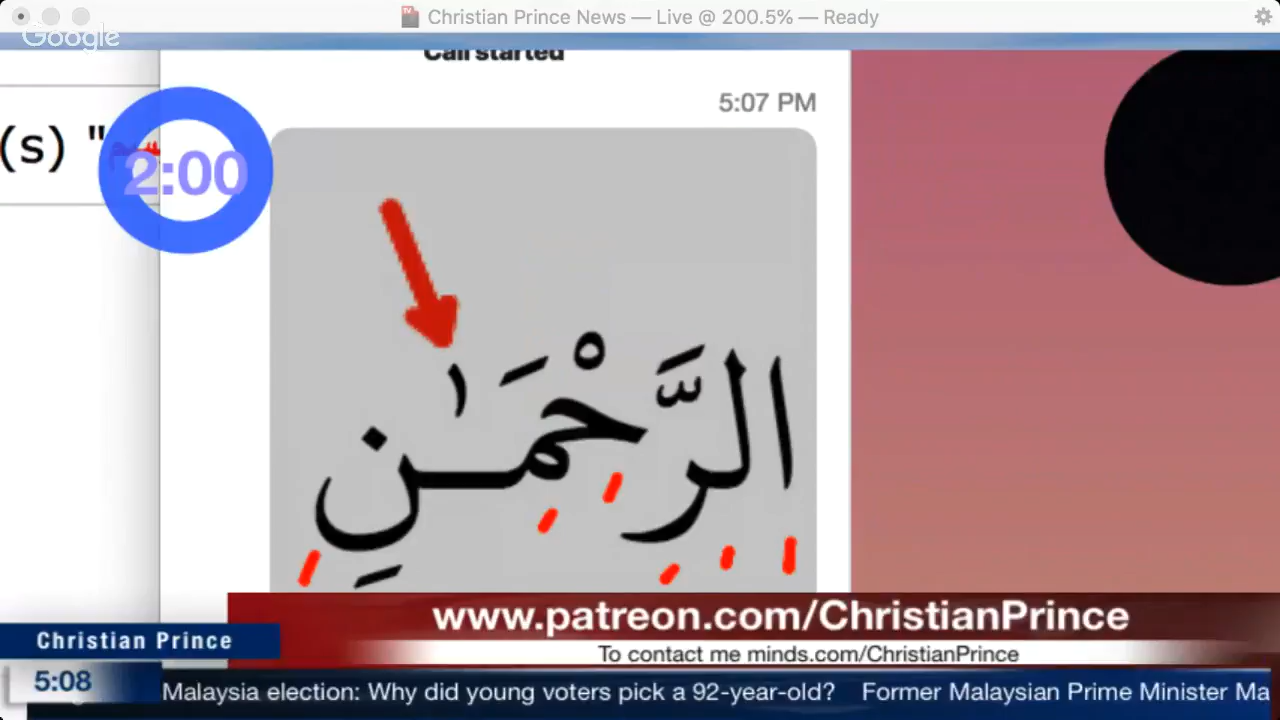 Christian Prince News — Live @ 200.5% — Ready
Google
Call started
5:07 PM
(s) "
2:00
الرَّحْمَـٰنِ
www.patreon.com/ChristianPrince
To contact me minds.com/ChristianPrince
Christian Prince
5:08
Malaysia election: Why did young voters pick a 92-year-old? Former Malaysian Prime Minister Ma